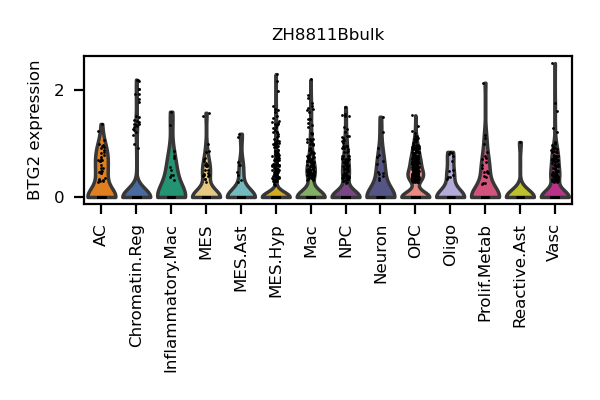 ZH8811Bbulk
BTG2 expression
2
0
AC
Chromatin.Reg
Inflammatory.Mac
MES
MES.Ast
MES.Hyp
Mac
NPC
Neuron
OPC
Oligo
Prolif.Metab
Reactive.Ast
Vasc